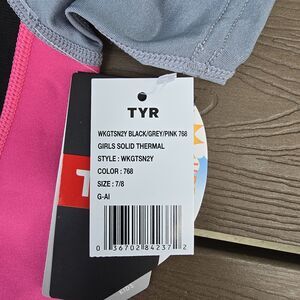 TYR
WKGTSN2Y BLACK/GREY/PINK 768
GIRLS SOLID THERMAL
STYLE : WKGTSN2Y
COLOR : 768
SIZE : 7/8
G-AI
0 36702 84237 2